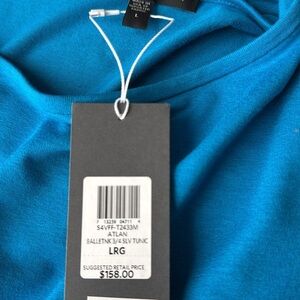 L
S4VFF-T2433M
ATLAN
BALLETNK 3/4 SLV TUNIC
LRG
SUGGESTED RETAIL PRICE
$158.00